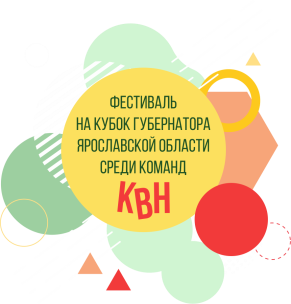 ФЕСТИВАЛЬ
НА КУБОК ГУБЕРНАТОРА
ЯРОСЛАВСКОЙ ОБЛАСТИ
СРЕДИ КОМАНД
КВН